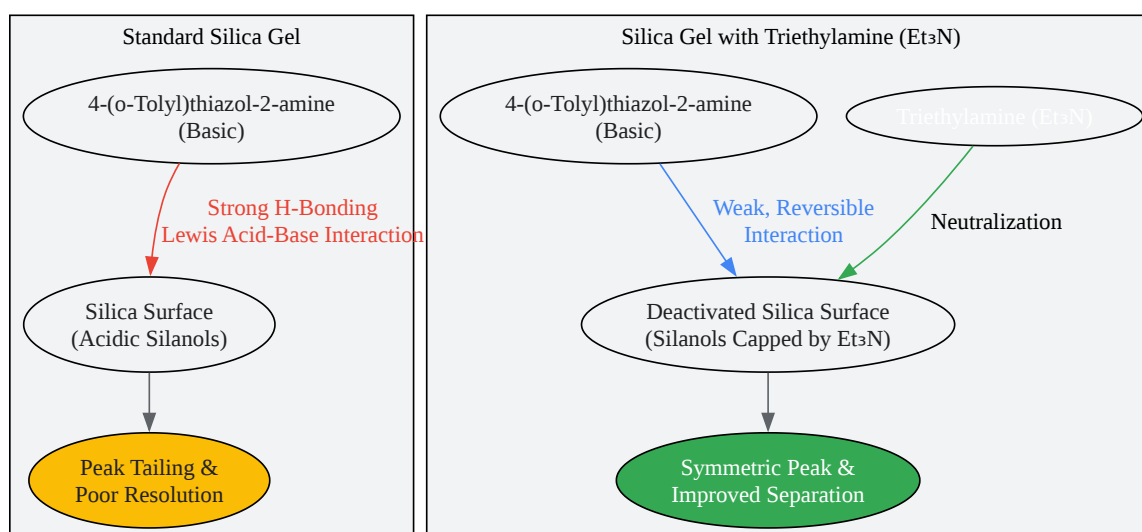 Standard Silica Gel
4-(o-Tolyl)thiazol-2-amine
(Basic)
Strong H-Bonding
Lewis Acid-Base Interaction
Silica Surface
(Acidic Silanols)
Peak Tailing &
Poor Resolution
Silica Gel with Triethylamine (Et₃N)
4-(o-Tolyl)thiazol-2-amine
(Basic)
Triethylamine (Et₃N)
Weak, Reversible
Interaction
Neutralization
Deactivated Silica Surface
(Silanols Capped by Et₃N)
Symmetric Peak &
Improved Separation